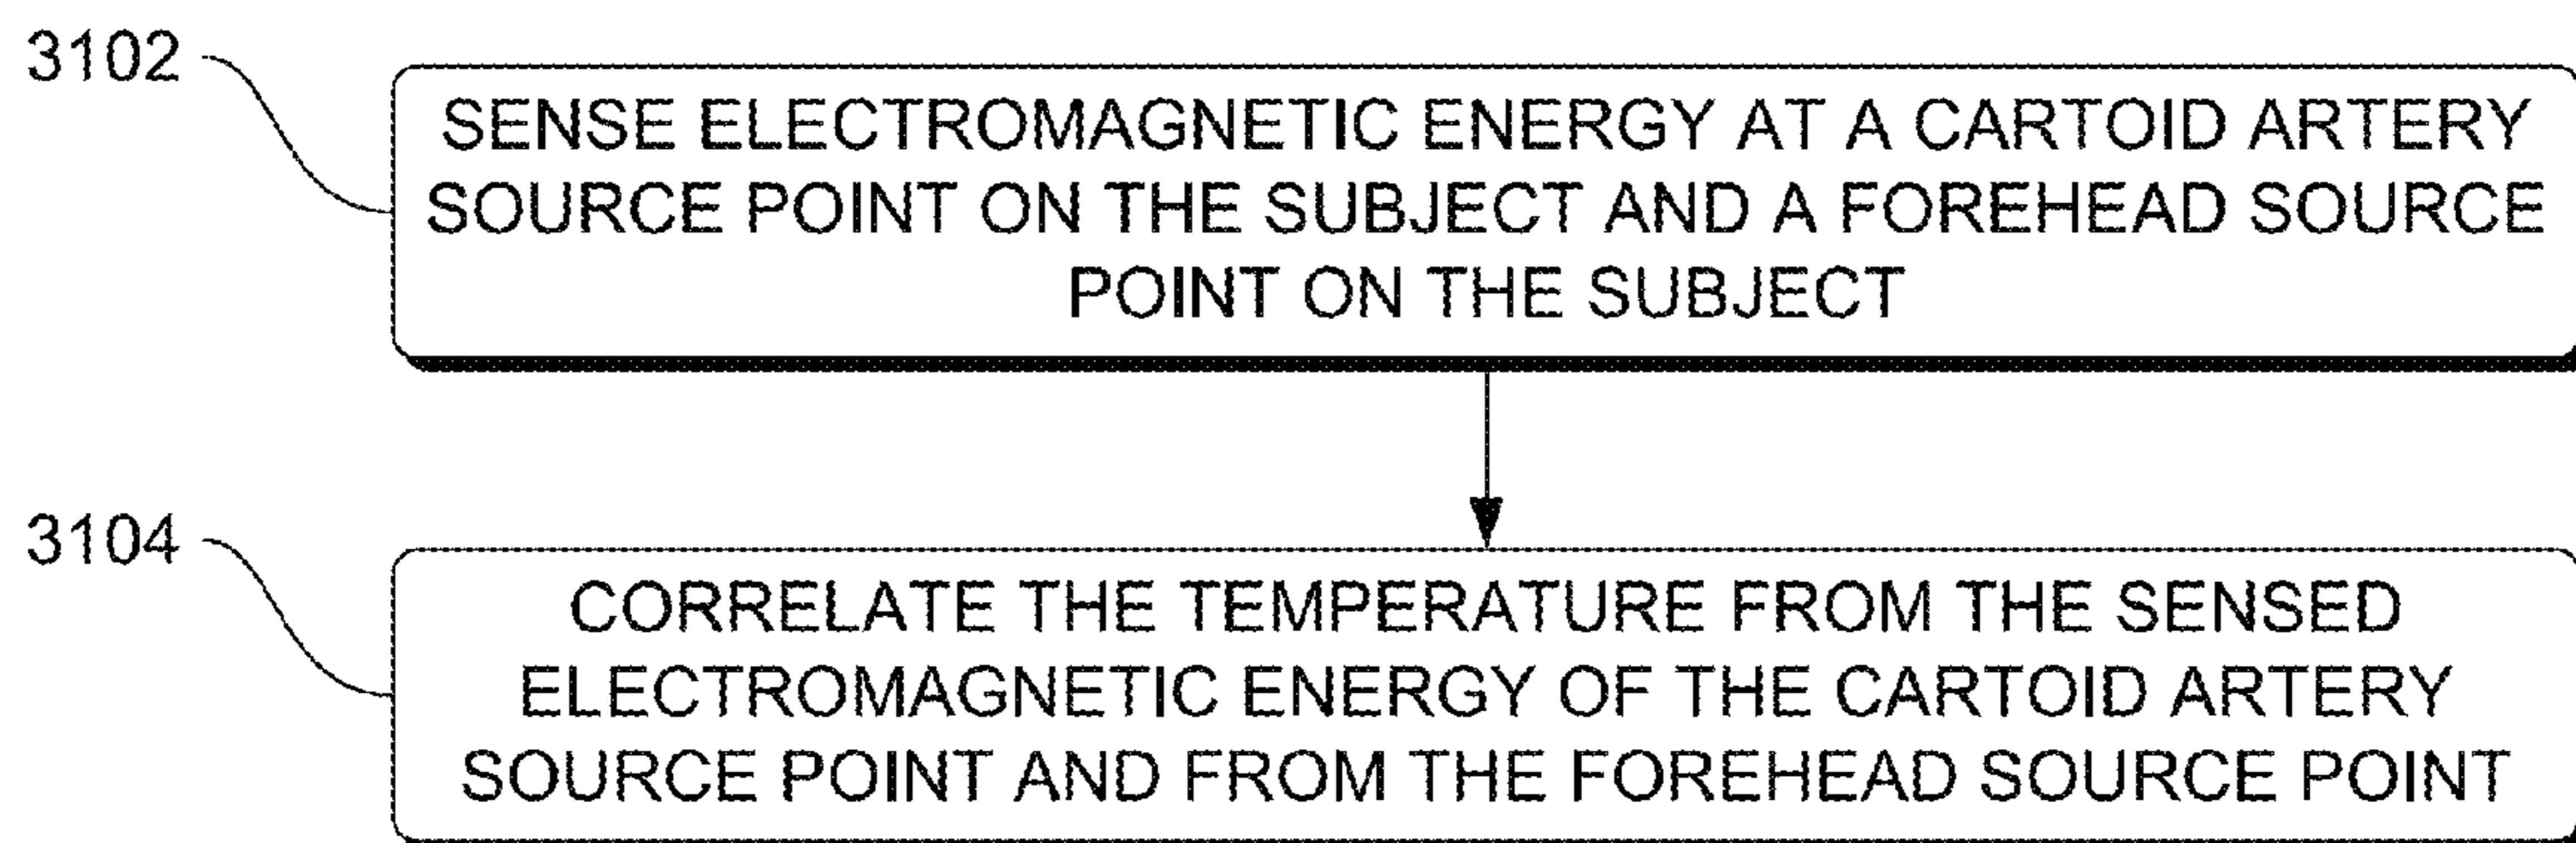 3102
SENSE ELECTROMAGNETIC ENERGY AT A CARTOID ARTERY
SOURCE POINT ON THE SUBJECT AND A FOREHEAD SOURCE
POINT ON THE SUBJECT
3104
CORRELATE THE TEMPERATURE FROM THE SENSED
ELECTROMAGNETIC ENERGY OF THE CARTOID ARTERY
SOURCE POINT AND FROM THE FOREHEAD SOURCE POINT